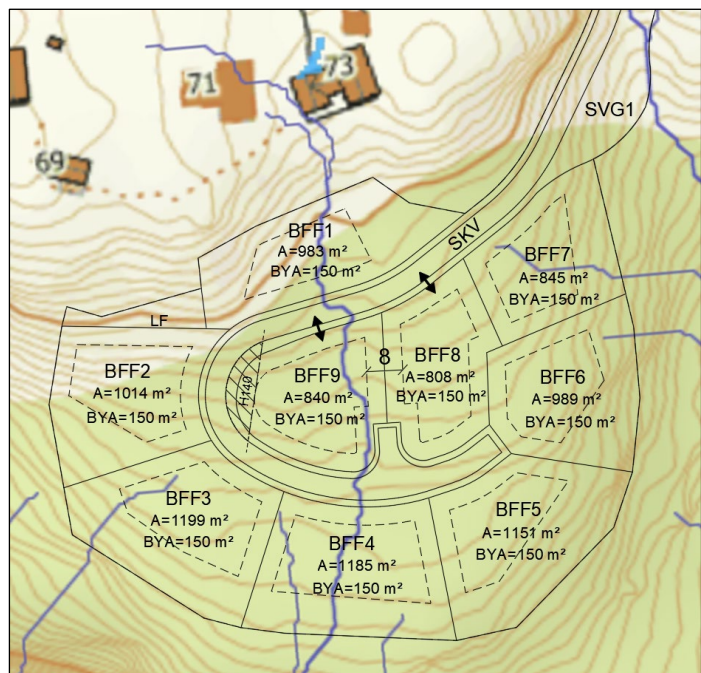 71
73
69
SVG1
SKV
BFF1
A=983 m²
BYA=150 m²
BFF7
A=845 m²
BYA=150 m²
LF
BFF2
A=1014 m²
BYA=150 m²
H140
BFF9
A=840 m²
BYA=150 m²
8
BFF8
A=808 m²
BYA=150 m²
BFF6
A=989 m²
BYA=150 m²
BFF3
A=1199 m²
BYA=150 m²
BFF4
A=1185 m²
BYA=150 m²
BFF5
A=1151 m²
BYA=150 m²